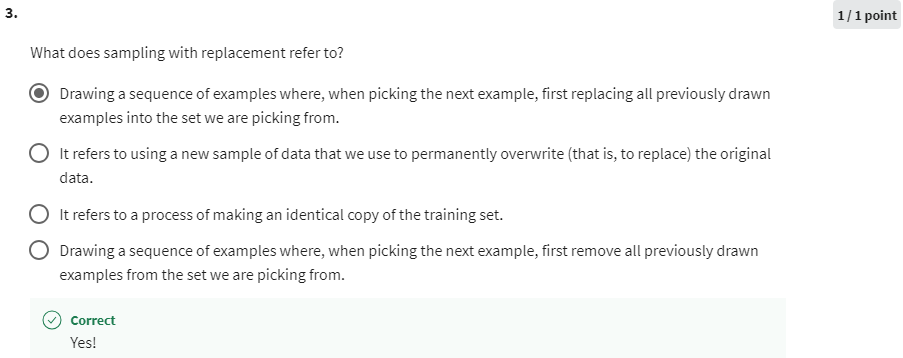 3.
1 / 1 point
What does sampling with replacement refer to?
Drawing a sequence of examples where, when picking the next example, first replacing all previously drawn
examples into the set we are picking from.
It refers to using a new sample of data that we use to permanently overwrite (that is, to replace) the original
data.
It refers to a process of making an identical copy of the training set.
Drawing a sequence of examples where, when picking the next example, first remove all previously drawn
examples from the set we are picking from.
Correct
Yes!